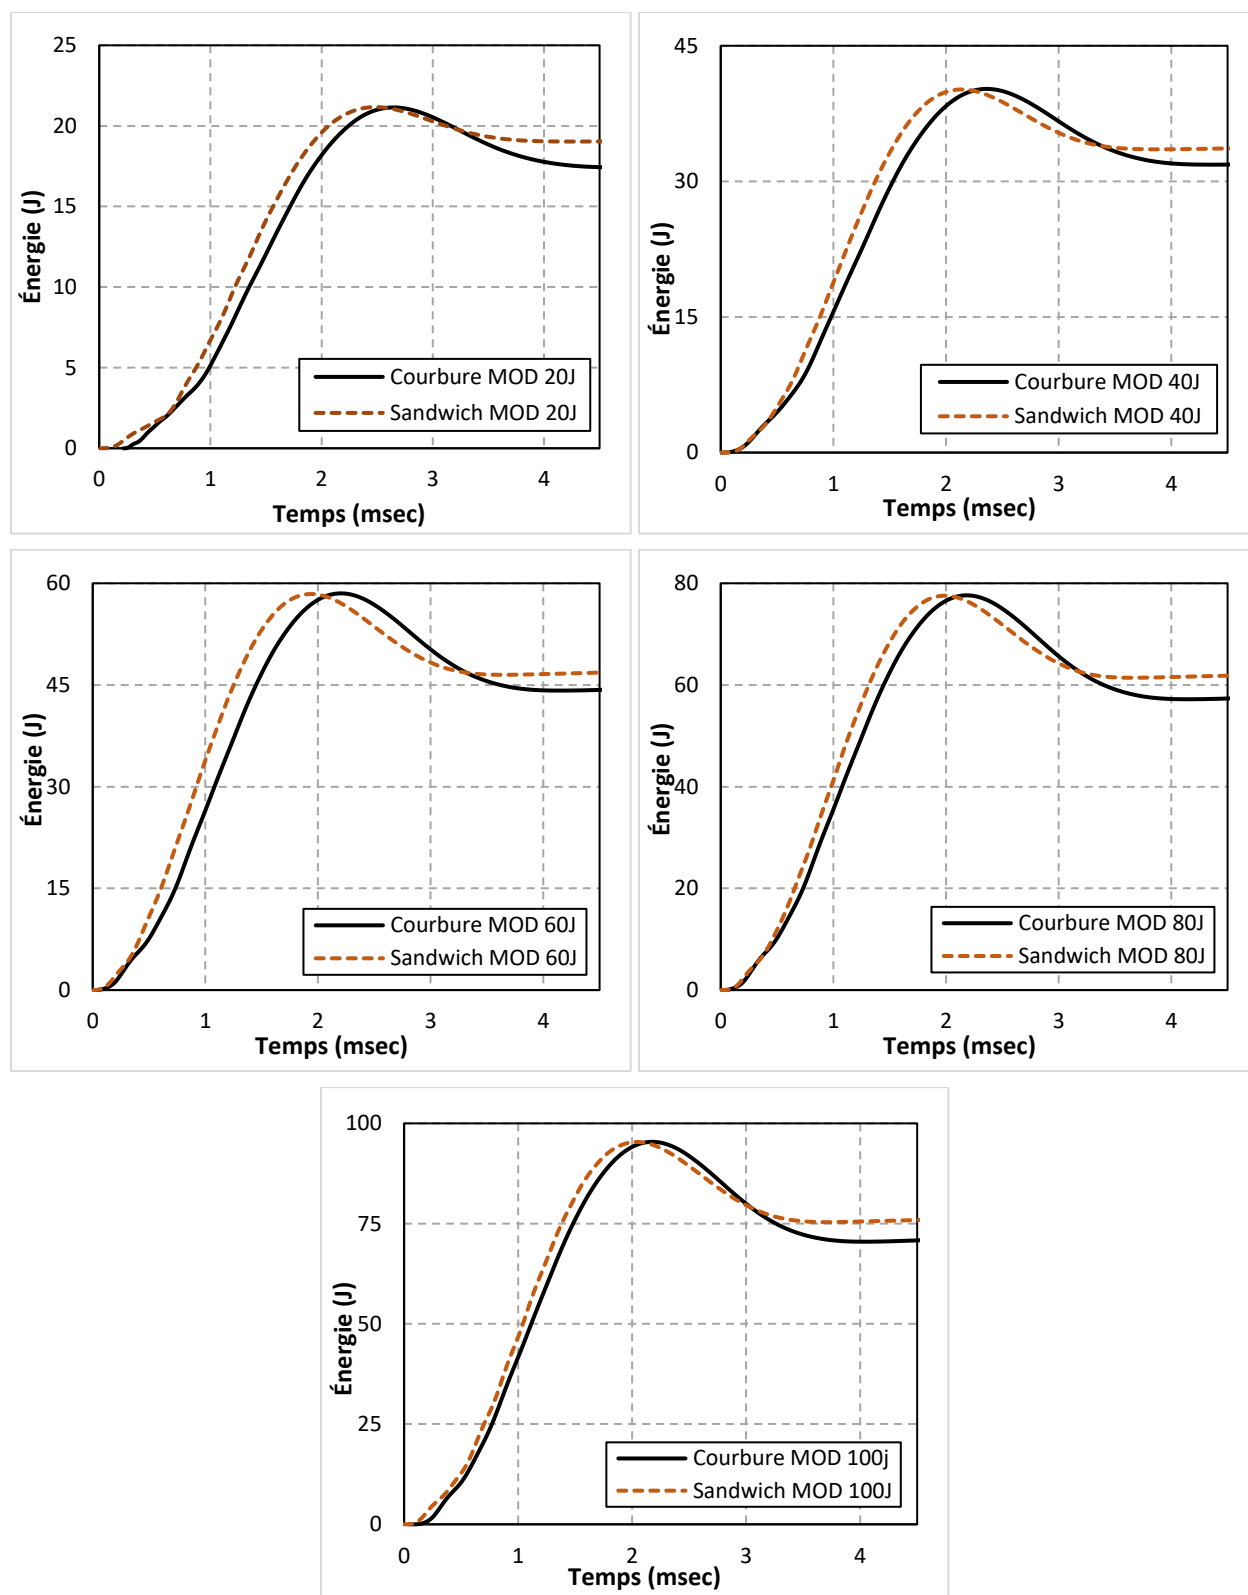 25
20
15
10
5
0
0 1 2 3 4
Énergie (J)
Temps (msec)
Courbure MOD 20J
Sandwich MOD 20J
45
30
15
0
0 1 2 3 4
Énergie (J)
Temps (msec)
Courbure MOD 40J
Sandwich MOD 40J
60
45
30
15
0
0 1 2 3 4
Énergie (J)
Temps (msec)
Courbure MOD 60J
Sandwich MOD 60J
80
60
40
20
0
0 1 2 3 4
Énergie (J)
Temps (msec)
Courbure MOD 80J
Sandwich MOD 80J
100
75
50
25
0
0 1 2 3 4
Énergie (J)
Temps (msec)
Courbure MOD 100j
Sandwich MOD 100J